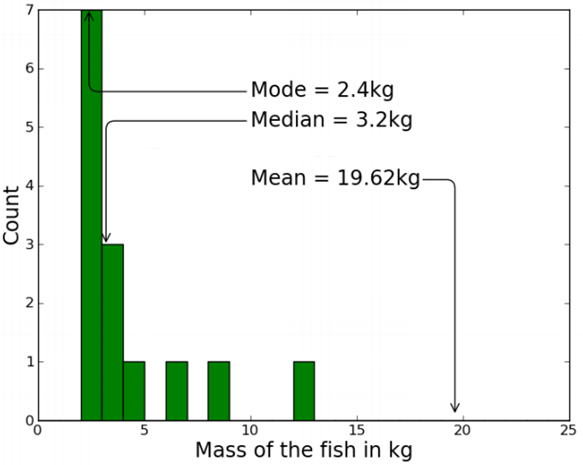 7
6
5
4
3
2
1
0
Count
Mode = 2.4kg
Median = 3.2kg
Mean = 19.62kg
0 5 10 15 20 25
Mass of the fish in kg